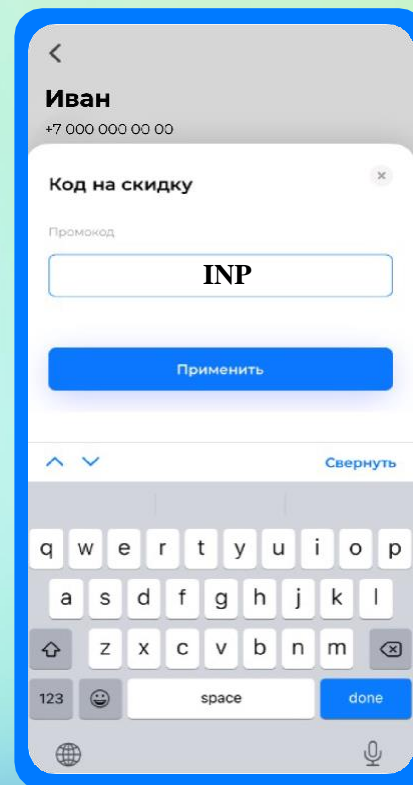 Иван
+7 000 000 00 00
Код на скидку
×
Промокод
INP
Применить
Свернуть
q w e r t y u i o p
a s d f g h j k l
z x c v b n m
123 space done